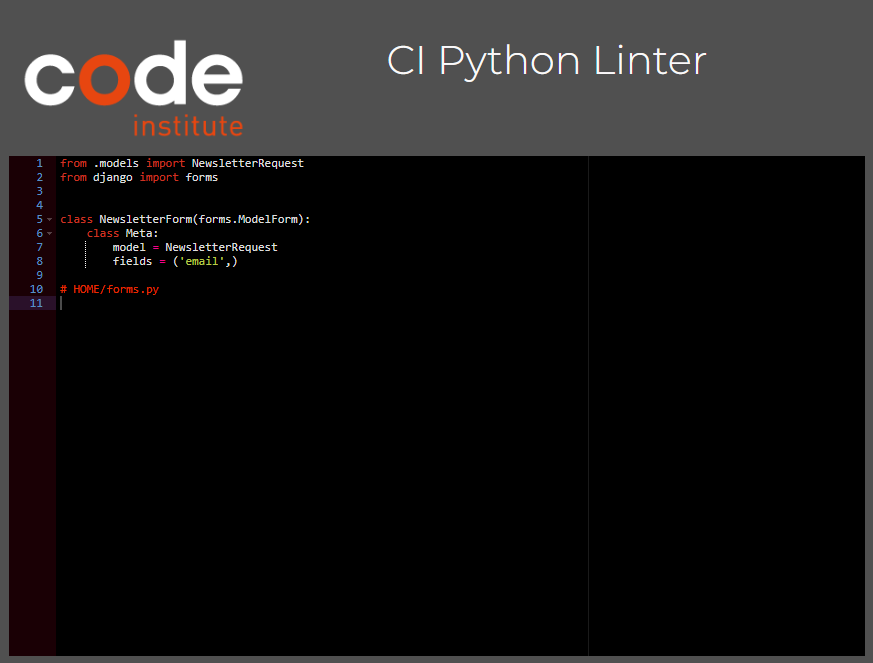 code
institute
CI Python Linter
1 from .models import NewsletterRequest
2 from django import forms
3
4
5 class NewsletterForm(forms.ModelForm):
6     class Meta:
7         model = NewsletterRequest
8         fields = ('email',)
9
10 # HOME/forms.py
11